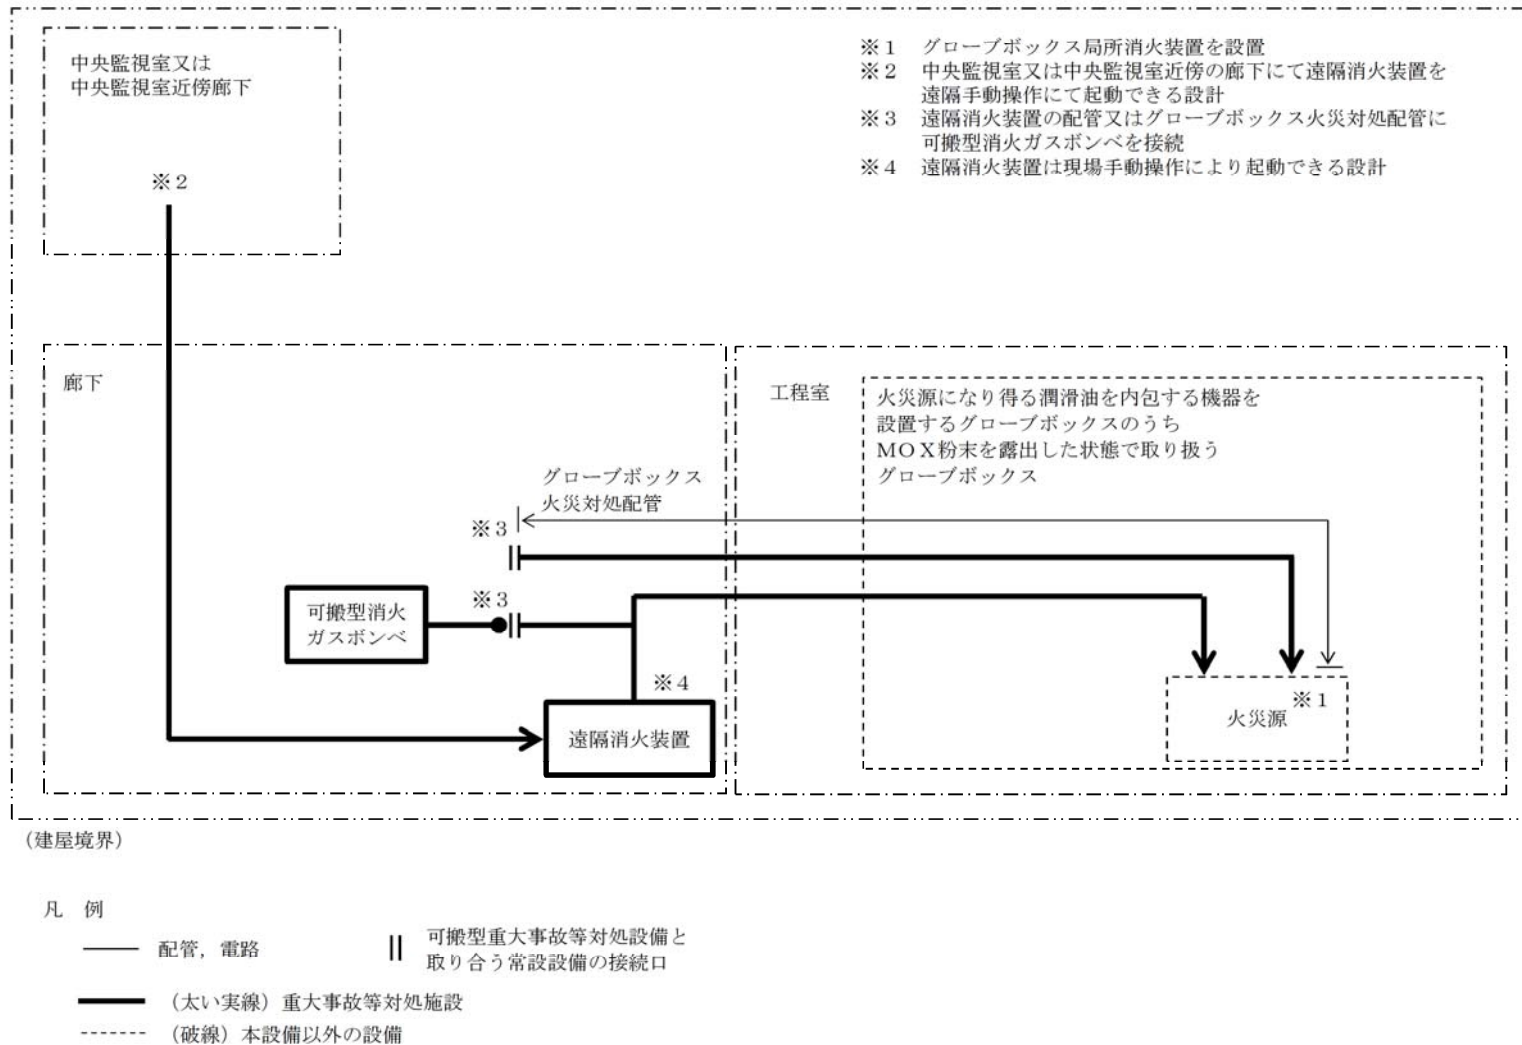 中央監視室又は
中央監視室近傍廊下
※2
※1 グローブボックス局所消火装置を設置
※2 中央監視室又は中央監視室近傍の廊下にて遠隔消火装置を
遠隔手動操作にて起動できる設計
※3 遠隔消火装置の配管又はグローブボックス火災対処配管に
可搬型消火ガスボンベを接続
※4 遠隔消火装置は現場手動操作により起動できる設計
廊下
工程室
火災源になり得る潤滑油を内包する機器を
設置するグローブボックスのうち
MOX粉末を露出した状態で取り扱う
グローブボックス
グローブボックス
火災対処配管
※3
※3
可搬型消火
ガスボンベ
※4
遠隔消火装置
※1
火災源
(建屋境界)
凡 例
配管,電路
可搬型重大事故等対処設備と
取り合う常設設備の接続口
(太い実線)重大事故等対処施設
(破線)本設備以外の設備